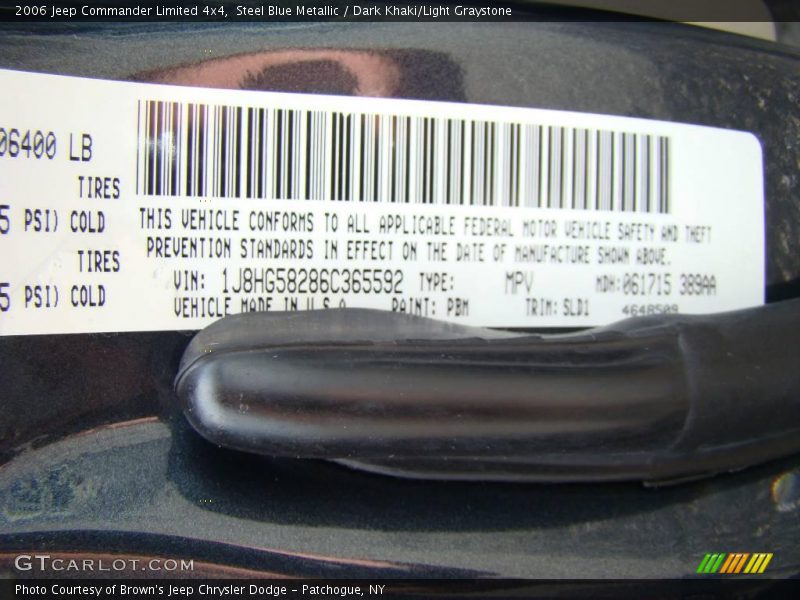 2006 Jeep Commander Limited 4x4, Steel Blue Metallic / Dark Khaki/Light Graystone
06400 LB
TIRES
5 PSI) COLD
TIRES
5 PSI) COLD
THIS VEHICLE CONFORMS TO ALL APPLICABLE FEDERAL MOTOR VEHICLE SAFETY AND THEFT
PREVENTION STANDARDS IN EFFECT ON THE DATE OF MANUFACTURE SHOWN ABOVE.
VIN: 1J8HG58286C365592 TYPE: MPV MDH:061715 389AA
VEHICLE MADE IN U.S.A. PAINT: PBM TRIM:SLD1 4648509
GTCARLOT.COM
Photo Courtesy of Brown's Jeep Chrysler Dodge - Patchogue, NY